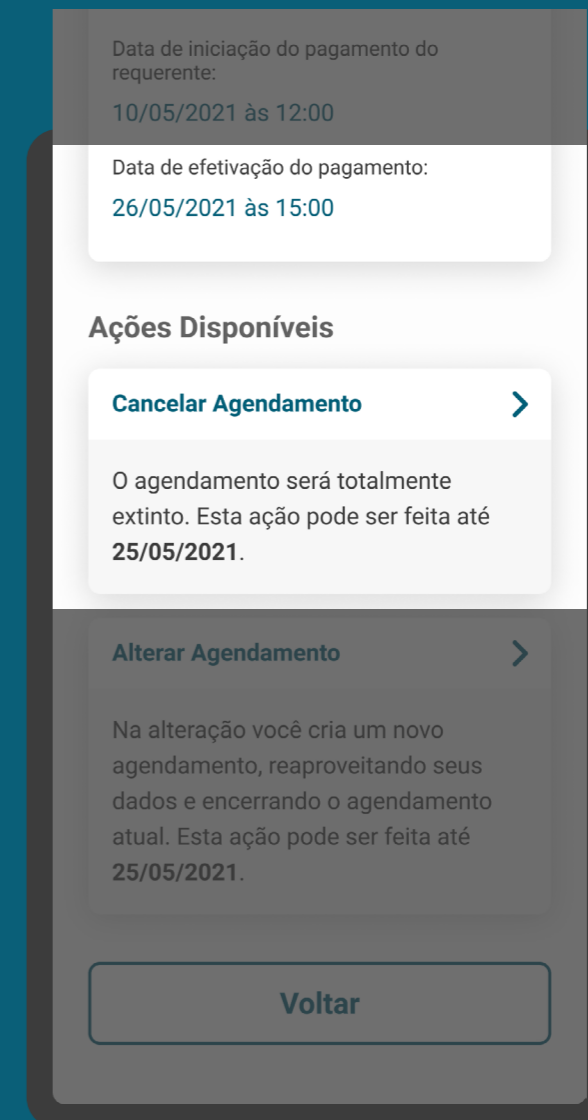 Data de iniciação do pagamento do
requerente:
10/05/2021 às 12:00
Data de efetivação do pagamento:
26/05/2021 às 15:00
Ações Disponíveis
Cancelar Agendamento
O agendamento será totalmente
extinto. Esta ação pode ser feita até
25/05/2021.
Alterar Agendamento
Na alteração você cria um novo
agendamento, reaproveitando seus
dados e encerrando o agendamento
atual. Esta ação pode ser feita até
25/05/2021.
Voltar